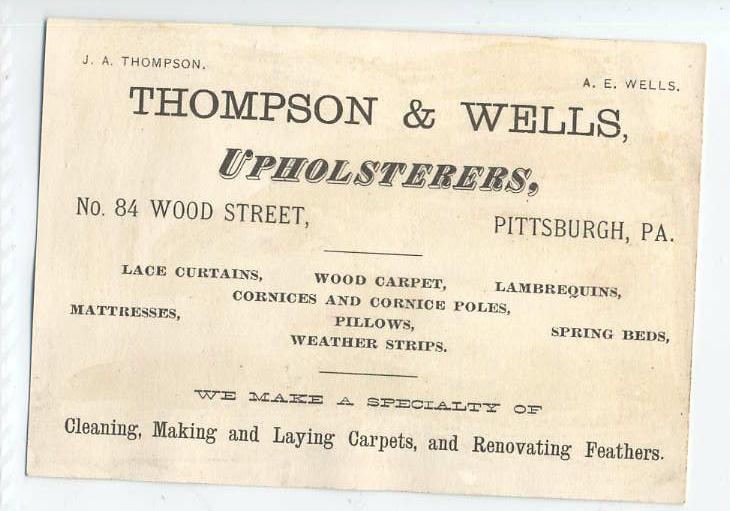 J. A. THOMPSON. A. E. WELLS.
THOMPSON & WELLS,
UPHOLSTERERS,
No. 84 WOOD STREET, PITTSBURGH, PA.
LACE CURTAINS, WOOD CARPET, LAMBREQUINS,
CORNICES AND CORNICE POLES,
MATTRESSES, PILLOWS, SPRING BEDS,
WEATHER STRIPS.
WE MAKE A SPECIALTY OF
Cleaning, Making and Laying Carpets, and Renovating Feathers.